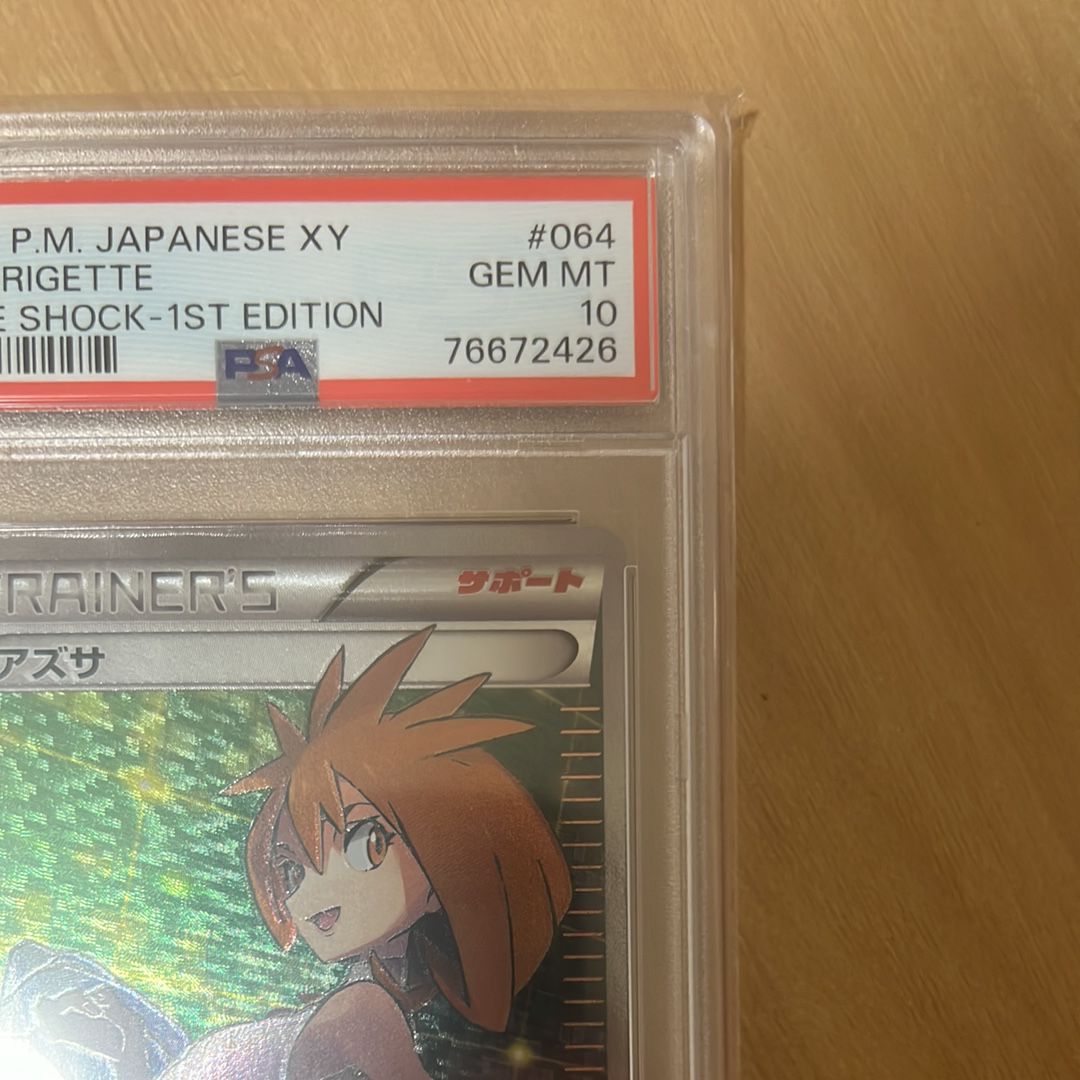 P.M. JAPANESE XY #064
RIGETTE GEM MT
E SHOCK-1ST EDITION 10
PSA 76672426
TRAINER'S サポート
アズサ